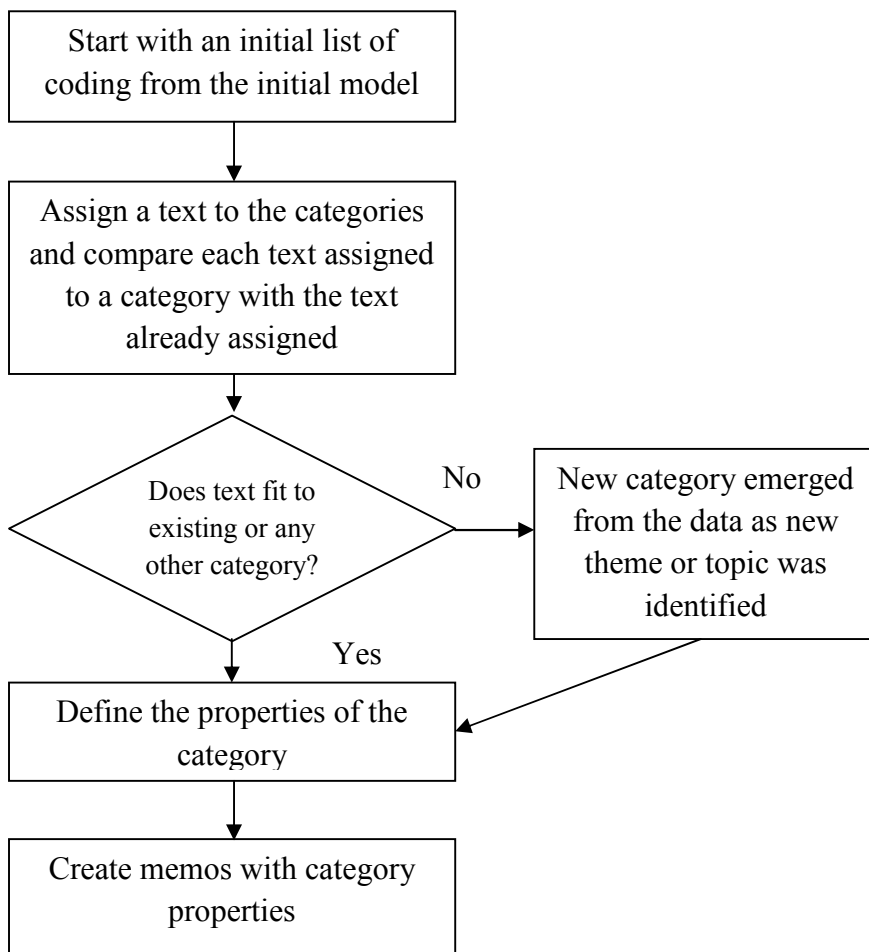 Start with an initial list of
coding from the initial model
Assign a text to the categories
and compare each text assigned
to a category with the text
already assigned
Does text fit to
existing or any
other category?
No
New category emerged
from the data as new
theme or topic was
identified
Yes
Define the properties of the
category
Create memos with category
properties